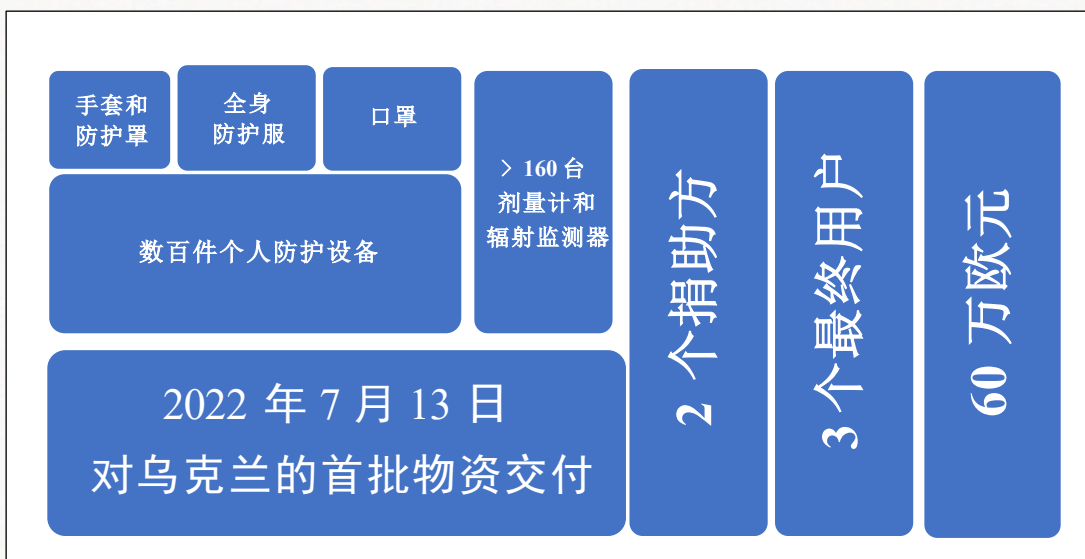 手套和
防护罩
全身
防护服
口罩
> 160 台
剂量计和
辐射监测器
数百件个人防护设备
2022 年 7 月 13 日
对乌克兰的首批物资交付
2 个捐助方
3 个最终用户
60 万欧元